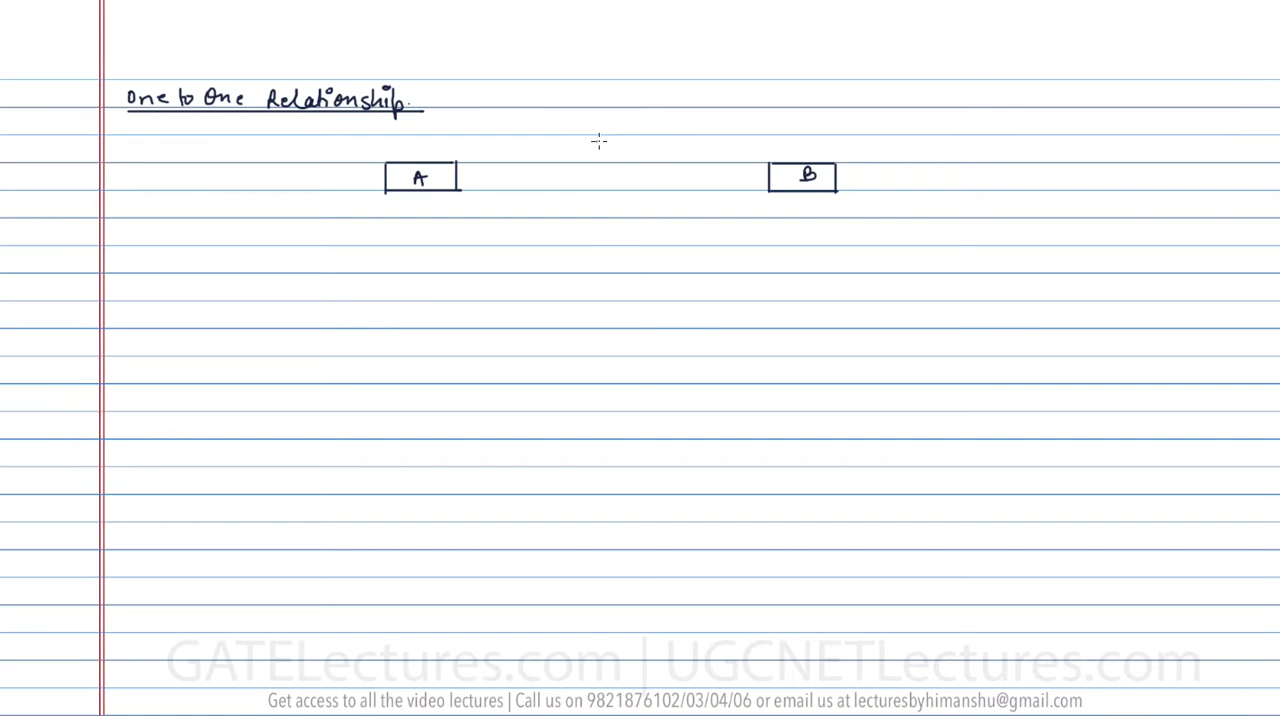 One to One Relationship.
A B
GATELectures.com | UGCNETLectures.com
Get access to all the video lectures | Call us on 9821876102/03/04/06 or email us at lecturesbyhimanshu@gmail.com